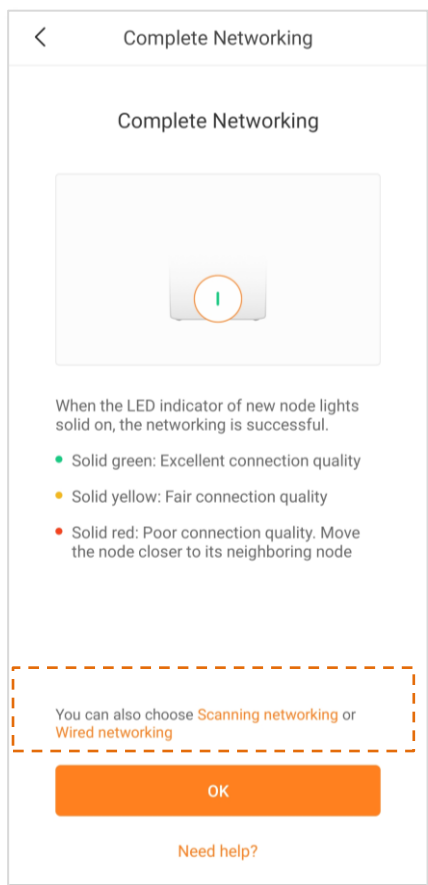 Complete Networking
Complete Networking
When the LED indicator of new node lights
solid on, the networking is successful.
• Solid green: Excellent connection quality
• Solid yellow: Fair connection quality
• Solid red: Poor connection quality. Move
the node closer to its neighboring node
You can also choose Scanning networking or
Wired networking
OK
Need help?